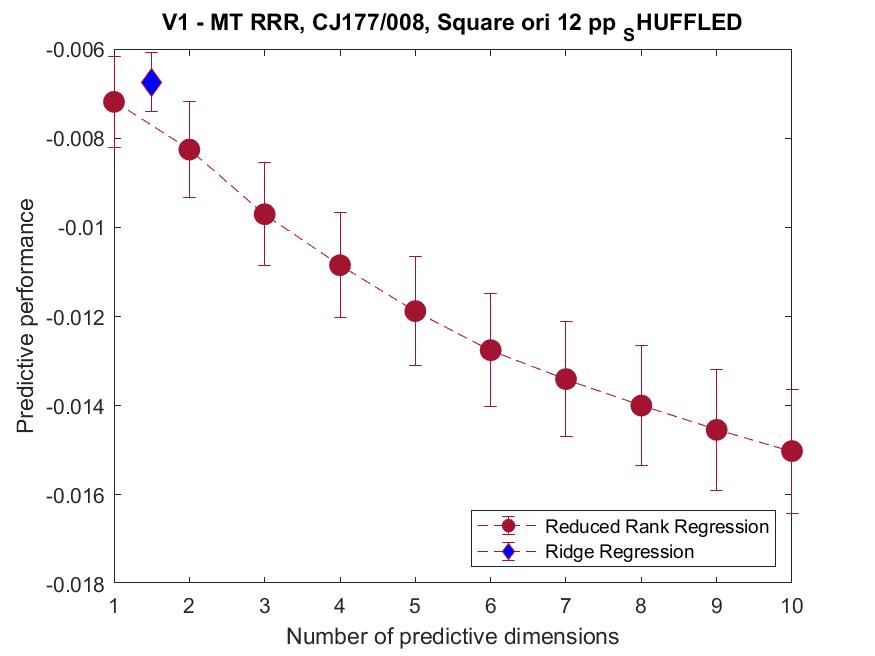 V1 - MT RRR, CJ177/008, Square ori 12 pp SHUFFLED
-0.006
-0.008
-0.01
-0.012
-0.014
-0.016
-0.018
Predictive performance
1 2 3 4 5 6 7 8 9 10
Number of predictive dimensions
Reduced Rank Regression
Ridge Regression